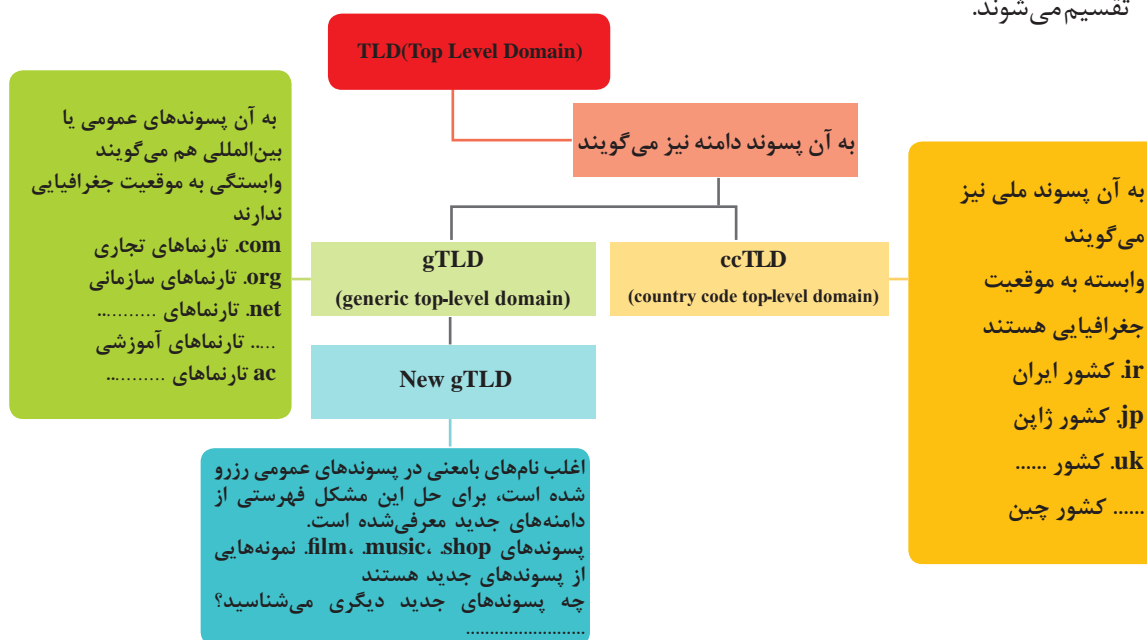 تقسیم می‌شوند.
TLD(Top Level Domain)
به آن پسوند دامنه نیز می‌گویند
به آن پسوندهای عمومی یا
بین‌المللی هم می‌گویند
وابستگی به موقعیت جغرافیایی
ندارند
com. تارنماهای تجاری
org. تارنماهای سازمانی
net. تارنماهای ...........
..... تارنماهای آموزشی
ac تارنماهای ...........
gTLD
(generic top-level domain)
ccTLD
(country code top-level domain)
به آن پسوند ملی نیز
می‌گویند
وابسته به موقعیت
جغرافیایی هستند
ir. کشور ایران
jp. کشور ژاپن
uk. کشور ......
...... کشور چین
New gTLD
اغلب نام‌های بامعنی در پسوندهای عمومی رزرو
شده است، برای حل این مشکل فهرستی از
دامنه‌های جدید معرفی‌شده است.
پسوندهای shop. ،music. ،film. نمونه‌هایی
از پسوندهای جدید هستند
چه پسوندهای جدید دیگری می‌شناسید؟
.........................